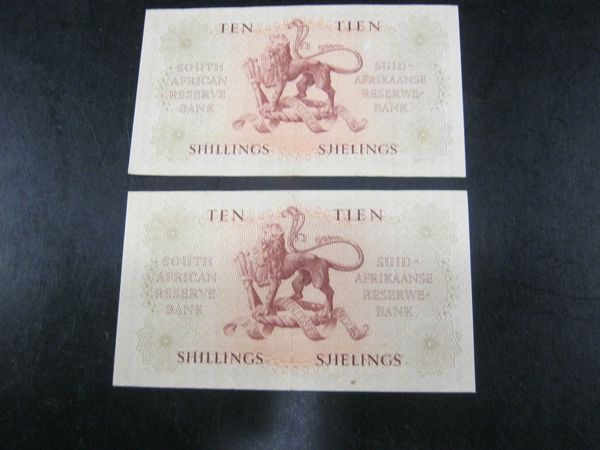 TEN TIEN
SOUTH AFRICAN RESERVE BANK
SUID-AFRIKAANSE RESERWE-BANK
SHILLINGS SJIELINGS
TEN TIEN
SOUTH AFRICAN RESERVE BANK
SUID-AFRIKAANSE RESERWE-BANK
SHILLINGS SJIELINGS